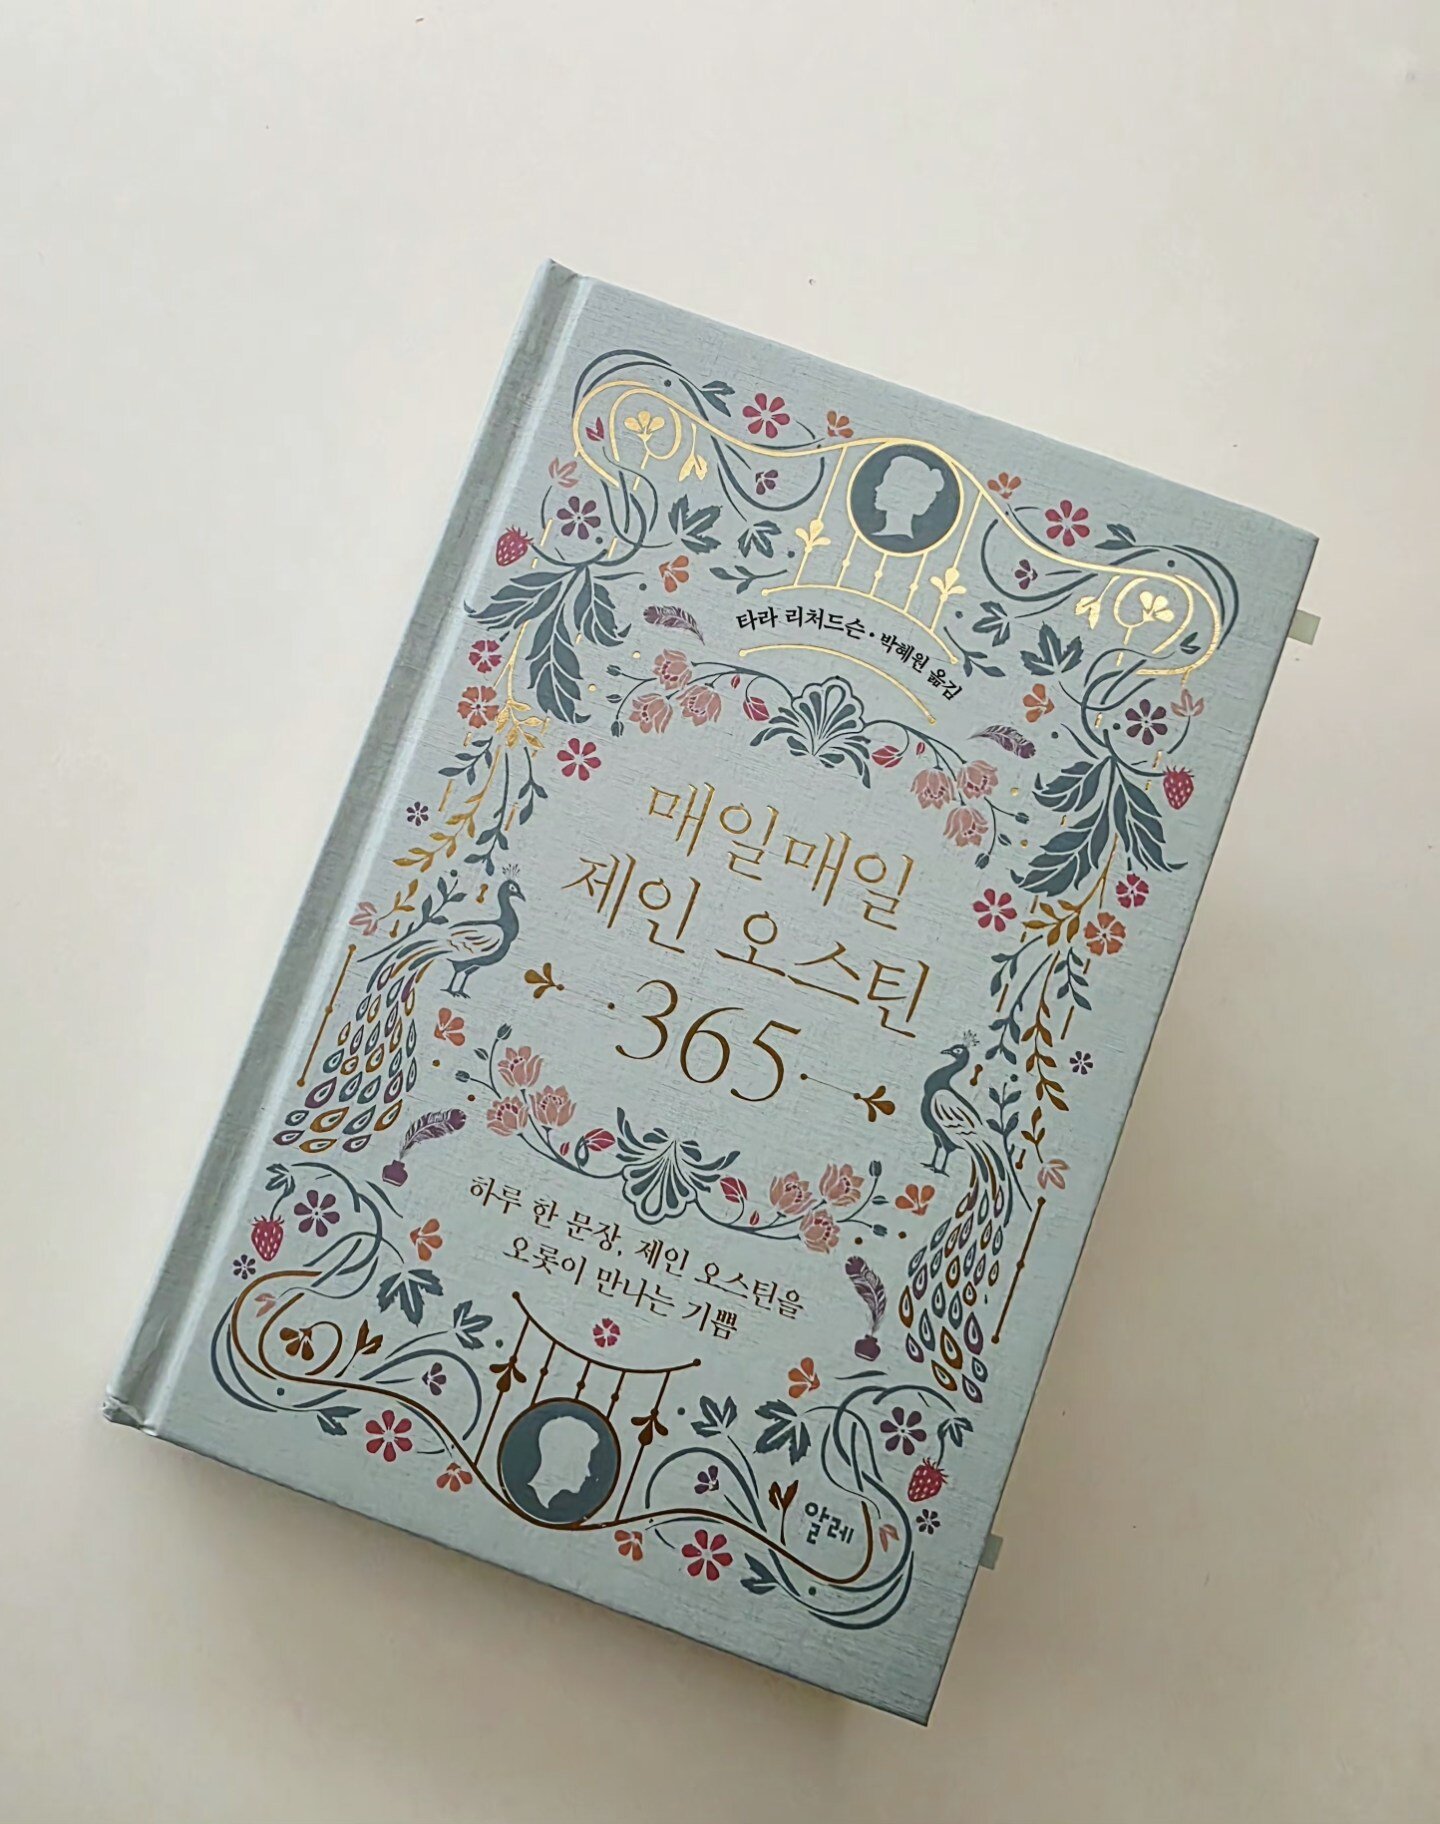 타라 리처드슨·박혜원 옮김
매일매일
제인 오스틴
365
하루 한 문장, 제인 오스틴을
오롯이 만나는 기쁨
알레